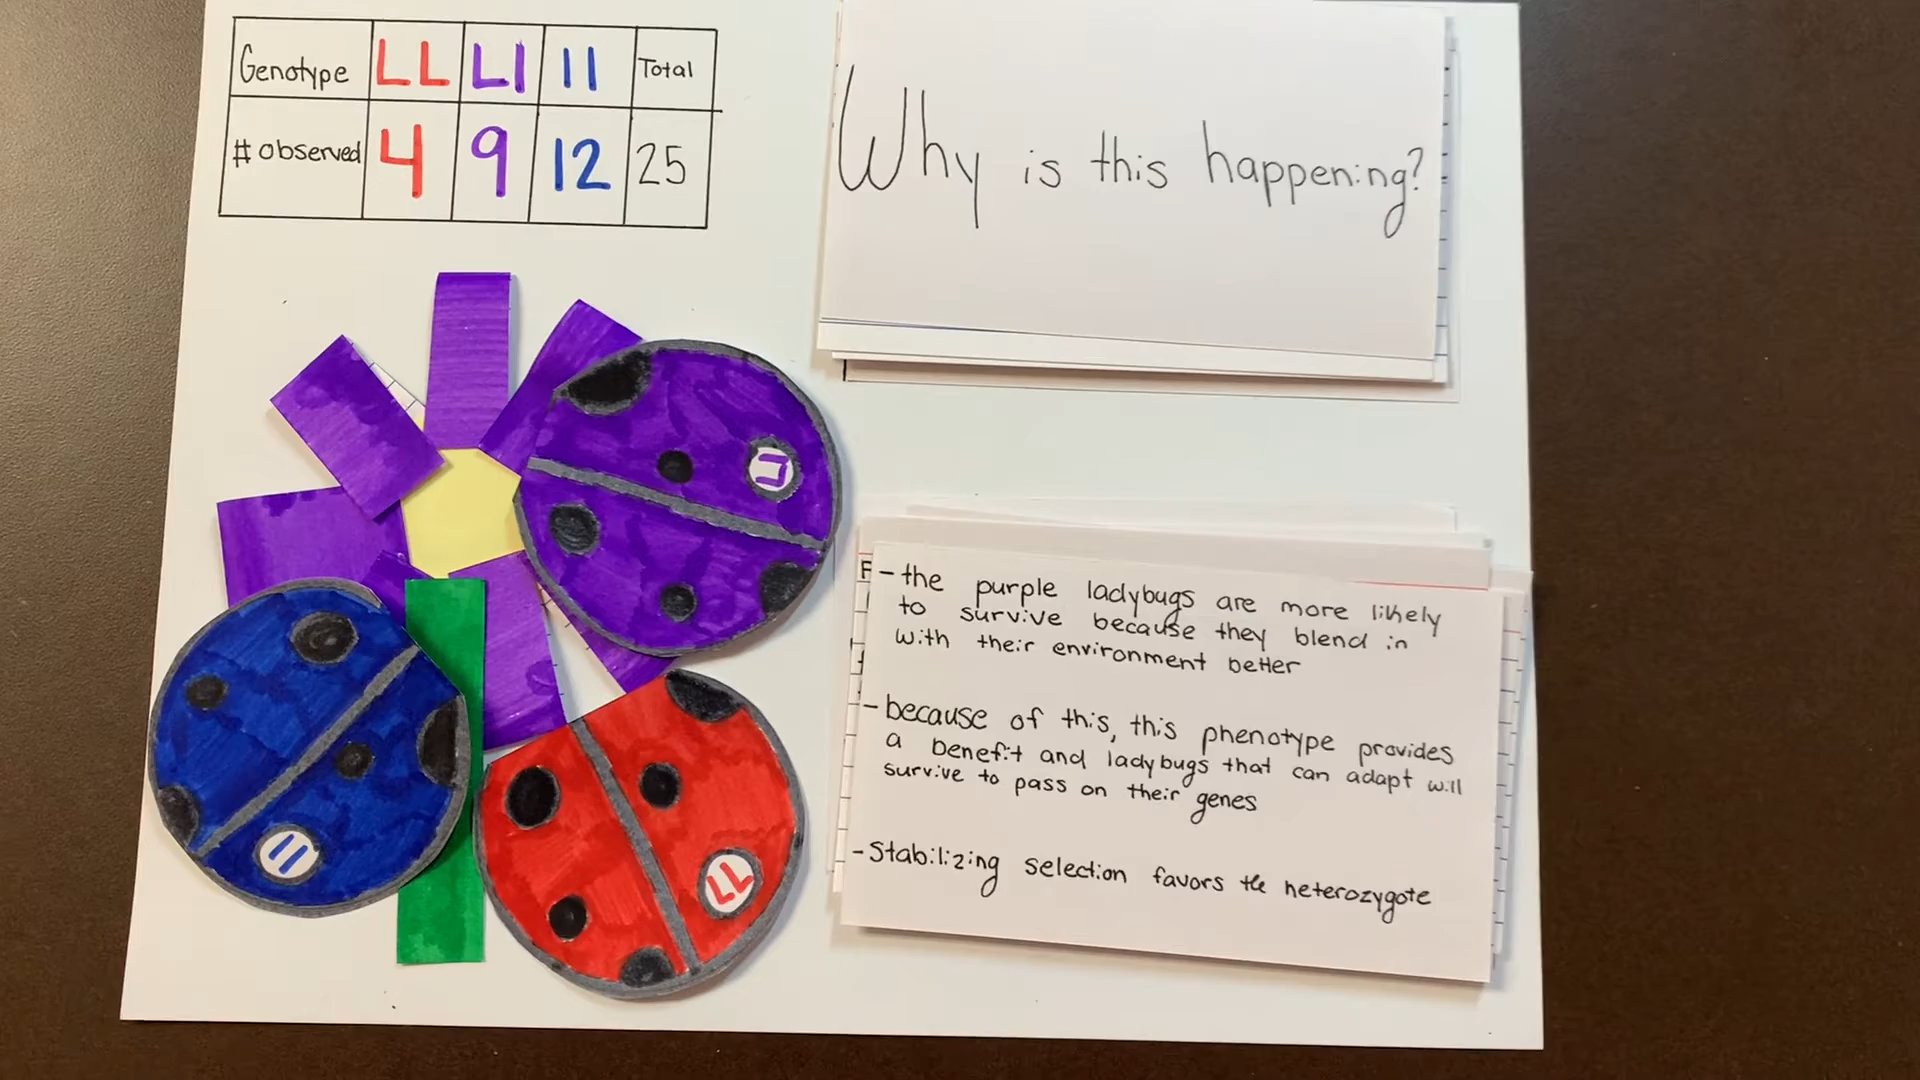 Genotype LL Ll ll Total
# observed 4 9 12 25
Why is this happening?
Ll
ll
LL
F
- the purple ladybugs are more likely
to survive because they blend in
with their environment better
- because of this, this phenotype provides
a benefit and ladybugs that can adapt will
survive to pass on their genes
- Stabilizing selection favors the heterozygote